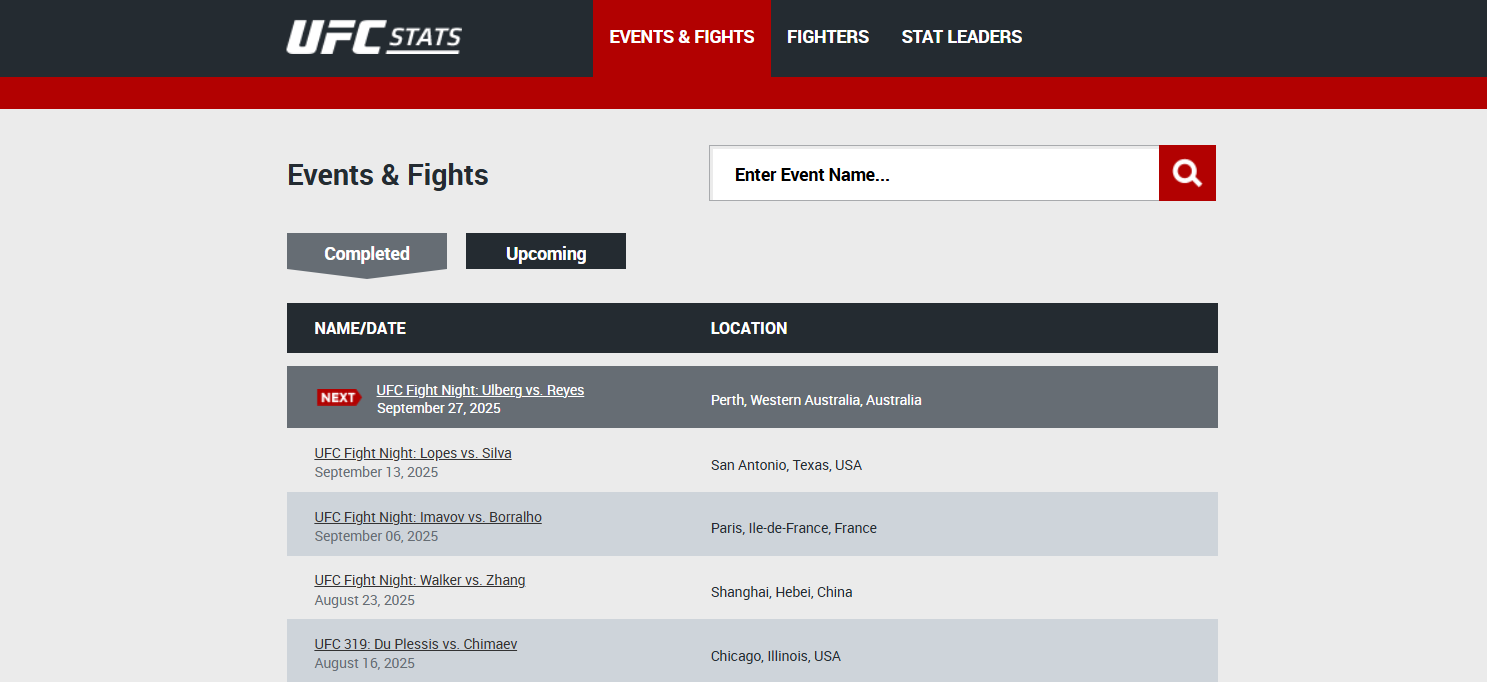 UFC STATS
EVENTS & FIGHTS
FIGHTERS
STAT LEADERS
Events & Fights
Enter Event Name...
Completed
Upcoming
NAME/DATE
LOCATION
NEXT
UFC Fight Night: Ulberg vs. Reyes
September 27, 2025
Perth, Western Australia, Australia
UFC Fight Night: Lopes vs. Silva
September 13, 2025
San Antonio, Texas, USA
UFC Fight Night: Imavov vs. Borralho
September 06, 2025
Paris, Ile-de-France, France
UFC Fight Night: Walker vs. Zhang
August 23, 2025
Shanghai, Hebei, China
UFC 319: Du Plessis vs. Chimaev
August 16, 2025
Chicago, Illinois, USA